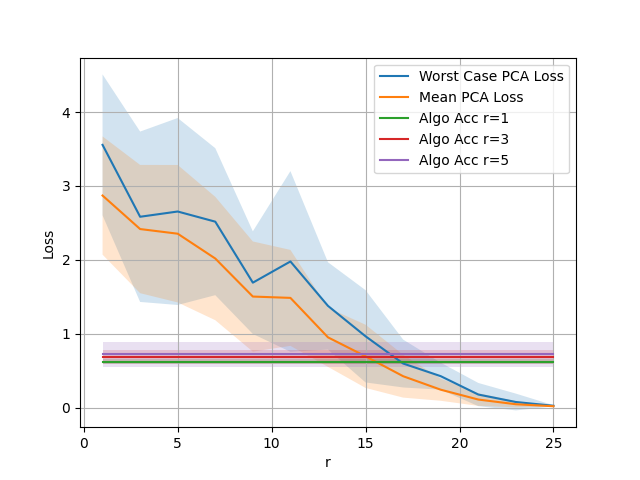 Worst Case PCA Loss
Mean PCA Loss
Algo Acc r=1
Algo Acc r=3
Algo Acc r=5
Loss
4
3
2
1
0
0 5 10 15 20 25
r